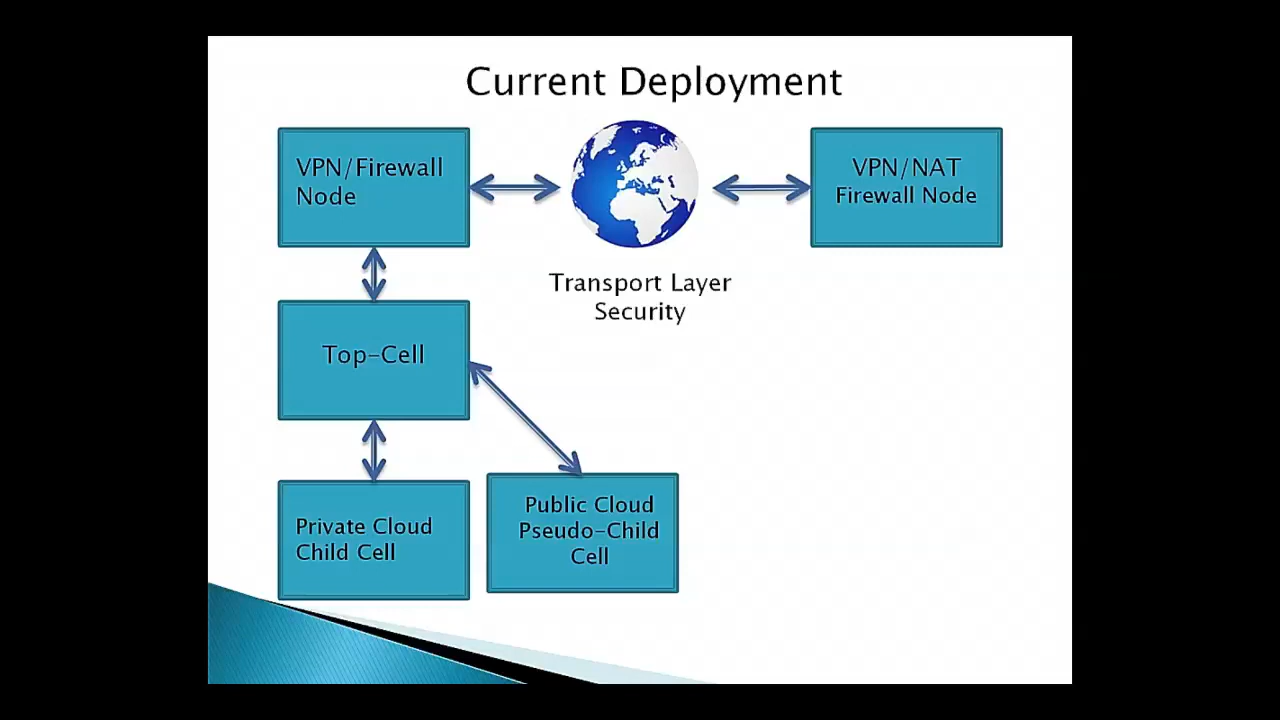 Current Deployment
VPN/Firewall
Node
VPN/NAT
Firewall Node
Transport Layer
Security
Top-Cell
Private Cloud
Child Cell
Public Cloud
Pseudo-Child
Cell